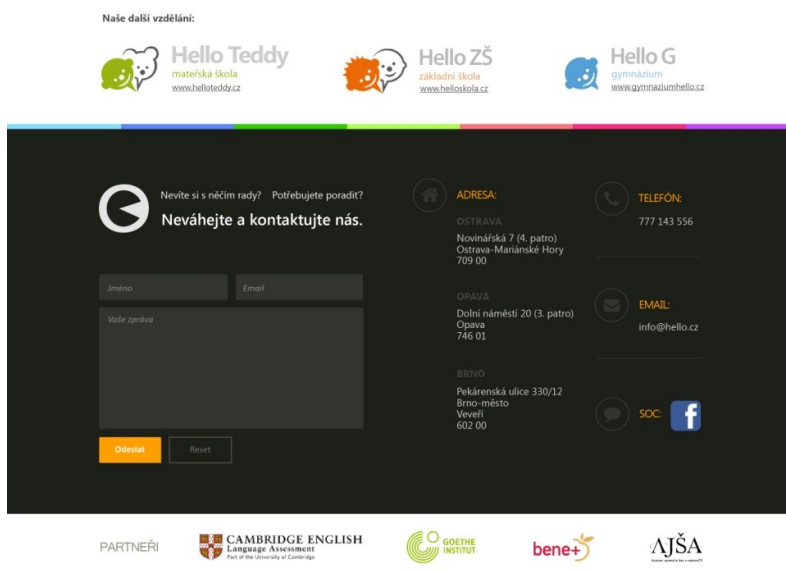 Naše další vzdělání:
Hello Teddy
mateřská škola
www.helloteddy.cz
Hello ZŠ
základní škola
www.helloskola.cz
Hello G
gymnázium
www.gymnaziumhello.cz
Nevíte si s něčím rady? Potřebujete poradit?
Neváhejte a kontaktujte nás.
Jméno
Email
Vaše zpráva
Odeslat
Reset
ADRESA:
OSTRAVA
Novinářská 7 (4. patro)
Ostrava-Mariánské Hory
709 00
OPAVA
Dolní náměstí 20 (3. patro)
Opava
746 01
BRNO
Pekárenská ulice 330/12
Brno-město
Veveří
602 00
TELEFÓN:
777 143 556
EMAIL:
info@hello.cz
SOC:
f
PARTNEŘI
CAMBRIDGE ENGLISH
Language Assessment
Part of the University of Cambridge
GOETHE
INSTITUT
bene+
AJŠA